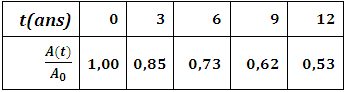 t(ans) 0 3 6 9 12
A(t)/A₀ 1,00 0,85 0,73 0,62 0,53